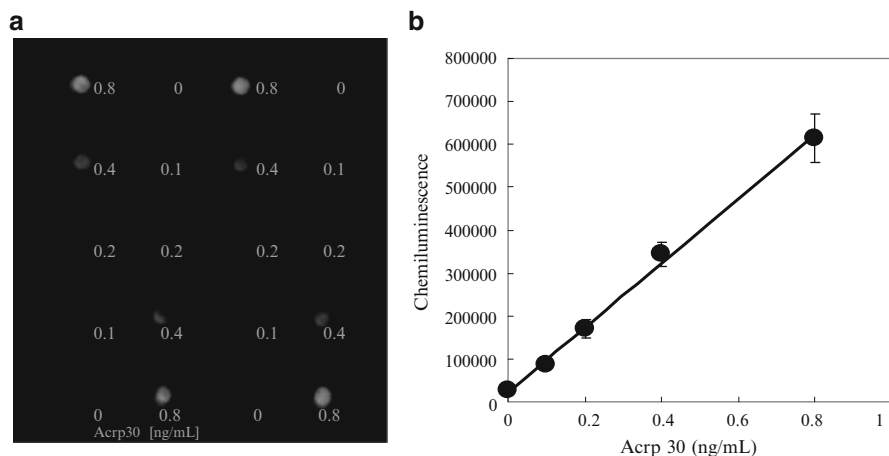 a
0.8 0 0.8 0
0.4 0.1 0.4 0.1
0.2 0.2 0.2 0.2
0.1 0.4 0.1 0.4
0 0.8 0 0.8
Acrp30 [ng/mL]
b
800000
700000
600000
500000
400000
300000
200000
100000
0
Chemiluminescence
0 0.2 0.4 0.6 0.8 1
Acrp 30 (ng/mL)